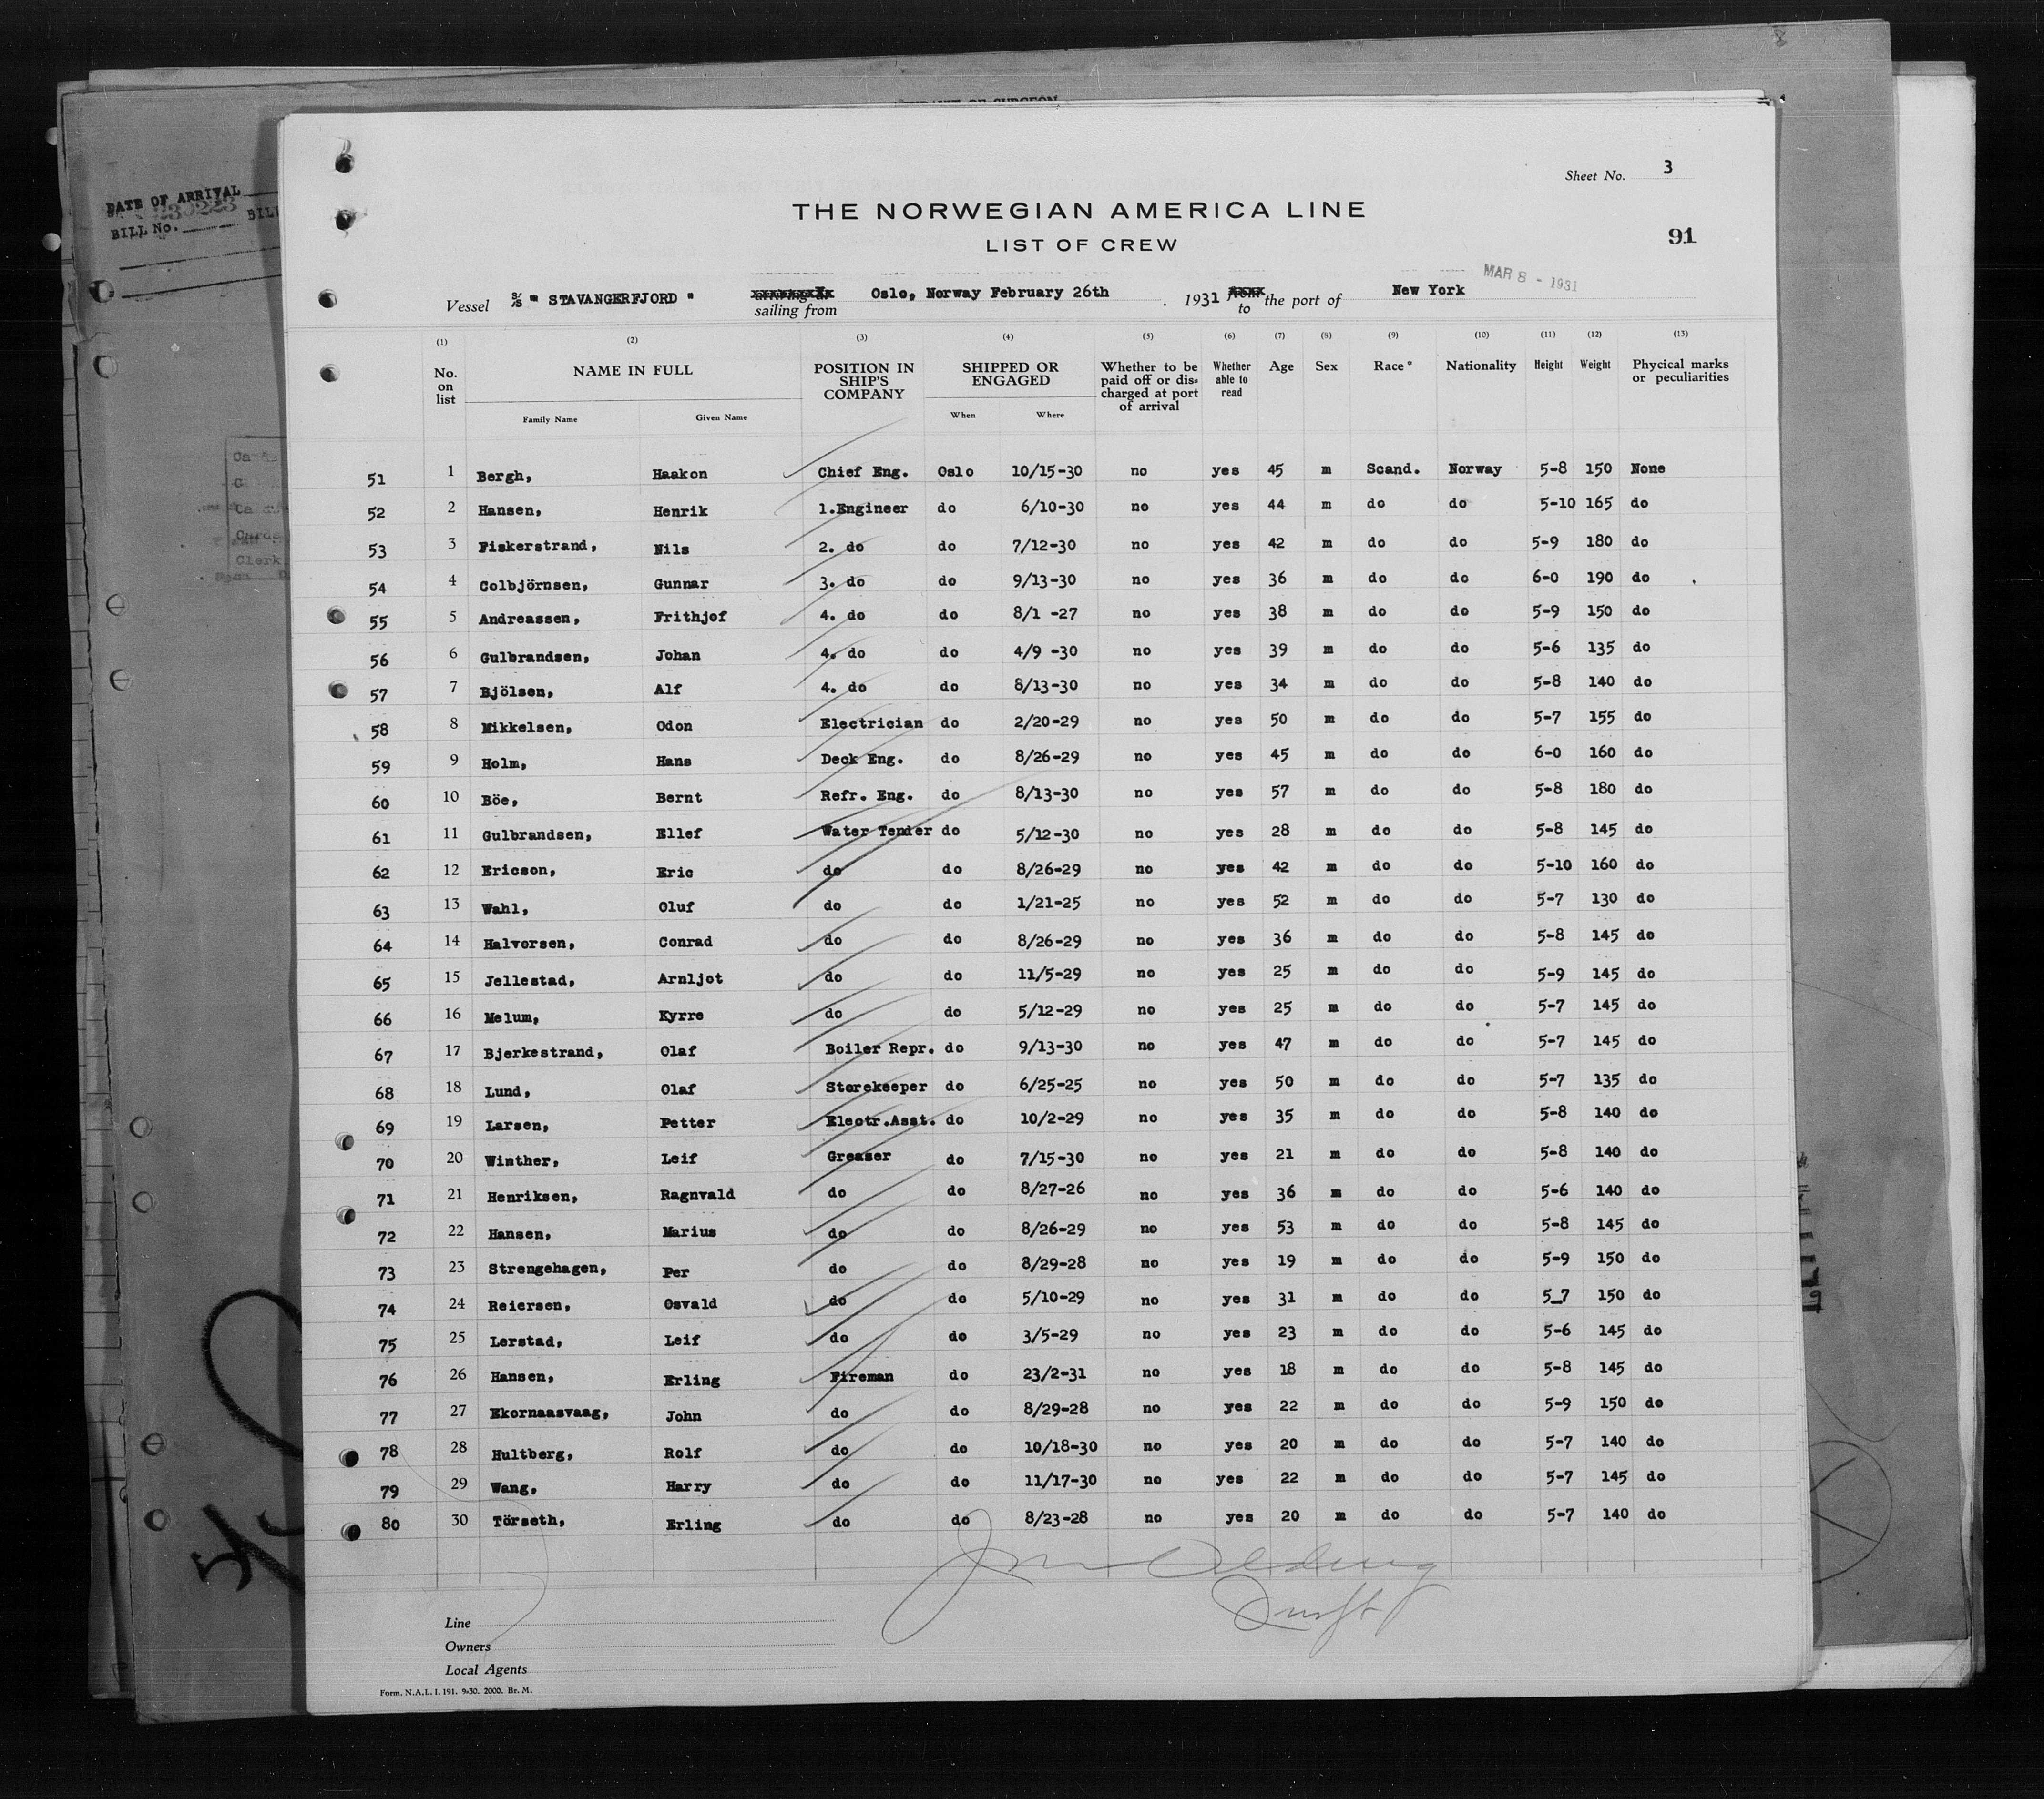 DATE OF ARRIVAL
BILL No.
Sheet No. 3
THE NORWEGIAN AMERICA LINE
LIST OF CREW
91
Vessel S/S " STAVANGERFJORD " sailing from Oslo, Norway February 26th . 1931 to the port of New York MAR 8 - 1931
(1) (2) (3) (4) (5) (6) (7) (8) (9) (10) (11) (12) (13)
No. on list NAME IN FULL POSITION IN SHIP'S COMPANY SHIPPED OR ENGAGED Whether to be paid off or dis-charged at port of arrival Whether able to read Age Sex Race* Nationality Height Weight Phycical marks or peculiarities
Family Name Given Name When Where
51 1 Bergh, Haakon Chief Eng. Oslo 10/15-30 no yes 45 m Scand. Norway 5-8 150 None
52 2 Hansen, Henrik 1.Engineer do 6/10-30 no yes 44 m do do 5-10 165 do
53 3 Fiskerstrand, Nils 2. do do 7/12-30 no yes 42 m do do 5-9 180 do
54 4 Colbjörnsen, Gunnar 3. do do 9/13-30 no yes 36 m do do 6-0 190 do
55 5 Andreassen, Frithjof 4. do do 8/1 -27 no yes 38 m do do 5-9 150 do
56 6 Gulbrandsen, Johan 4. do do 4/9 -30 no yes 39 m do do 5-6 135 do
57 7 Bjölsen, Alf 4. do do 8/13-30 no yes 34 m do do 5-8 140 do
58 8 Mikkelsen, Odon Electrician do 2/20-29 no yes 50 m do do 5-7 155 do
59 9 Holm, Hans Deck Eng. do 8/26-29 no yes 45 m do do 6-0 160 do
60 10 Böe, Bernt Refr. Eng. do 8/13-30 no yes 57 m do do 5-8 180 do
61 11 Gulbrandsen, Ellef Water Tender do 5/12-30 no yes 28 m do do 5-8 145 do
62 12 Ericson, Eric do do 8/26-29 no yes 42 m do do 5-10 160 do
63 13 Wahl, Oluf do do 1/21-25 no yes 52 m do do 5-7 130 do
64 14 Halvorsen, Conrad do do 8/26-29 no yes 36 m do do 5-8 145 do
65 15 Jellestad, Arnljot do do 11/5-29 no yes 25 m do do 5-9 145 do
66 16 Melum, Kyrre do do 5/12-29 no yes 25 m do do 5-7 145 do
67 17 Bjerkestrand, Olaf Boiler Repr. do 9/13-30 no yes 47 m do do 5-7 145 do
68 18 Lund, Olaf Storekeeper do 6/25-25 no yes 50 m do do 5-7 135 do
69 19 Larsen, Petter Electr.Asst. do 10/2-29 no yes 35 m do do 5-8 140 do
70 20 Winther, Leif Greaser do 7/15-30 no yes 21 m do do 5-8 140 do
71 21 Henriksen, Ragnvald do do 8/27-26 no yes 36 m do do 5-6 140 do
72 22 Hansen, Marius do do 8/26-29 no yes 53 m do do 5-8 145 do
73 23 Strengehagen, Per do do 8/29-28 no yes 19 m do do 5-9 150 do
74 24 Reiersen, Osvald do do 5/10-29 no yes 31 m do do 5_7 150 do
75 25 Lerstad, Leif do do 3/5-29 no yes 23 m do do 5-6 145 do
76 26 Hansen, Erling Fireman do 23/2-31 no yes 18 m do do 5-8 145 do
77 27 Ekornaasvaag, John do do 8/29-28 no yes 22 m do do 5-9 150 do
78 28 Hultberg, Rolf do do 10/18-30 no yes 20 m do do 5-7 140 do
79 29 Wang, Harry do do 11/17-30 no yes 22 m do do 5-7 145 do
80 30 Törseth, Erling do do 8/23-28 no yes 20 m do do 5-7 140 do
Line
Owners
Local Agents
Form. N.A.L. I. 191. 9-30. 2000. Br. M.